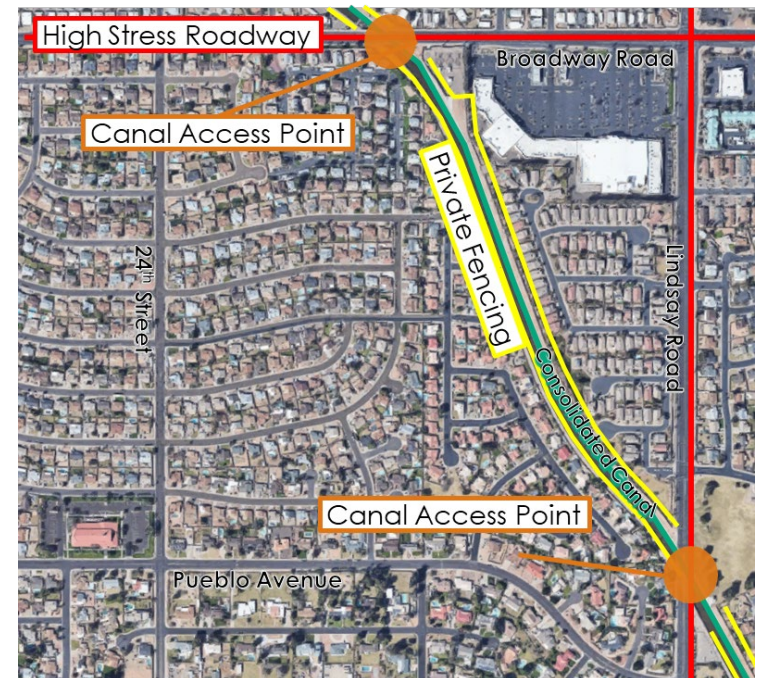 High Stress Roadway
Broadway Road
Canal Access Point
Private Fencing
24th Street
Lindsay Road
Consolidated Canal
Canal Access Point
Pueblo Avenue